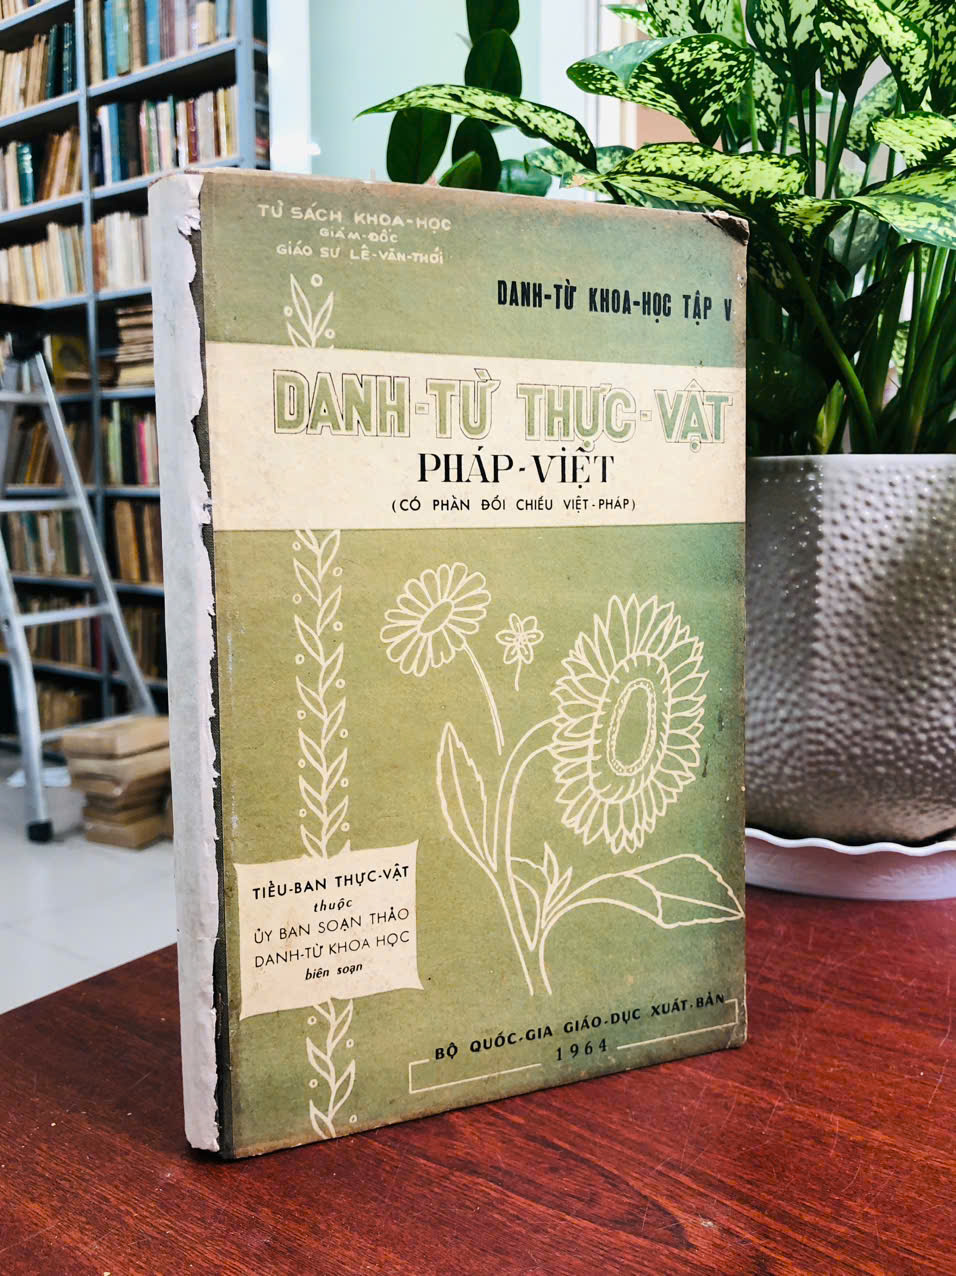 TỦ SÁCH KHOA-HỌC
GIÁM-ĐỐC
GIÁO SƯ LÊ-VĂN-THỚI
DANH-TỪ KHOA-HỌC TẬP V
DANH-TỪ THỰC-VẬT
PHÁP-VIỆT
(CÓ PHẦN ĐỐI CHIẾU VIỆT-PHÁP)
TIỂU-BAN THỰC-VẬT
thuộc
ỦY BAN SOẠN THẢO
DANH-TỪ KHOA HỌC
biên soạn
BỘ QUỐC-GIA GIÁO-DỤC XUẤT-BẢN
1964